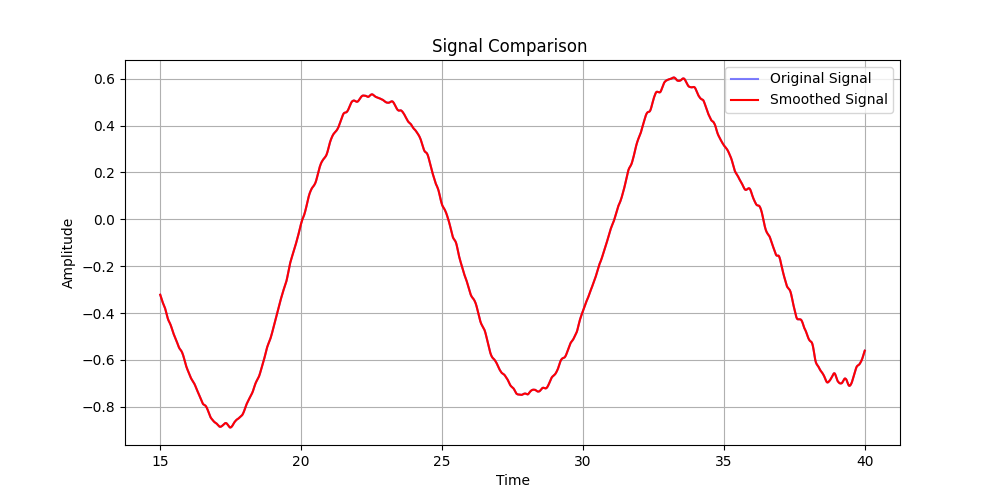 Signal Comparison
Original Signal
Smoothed Signal
0.6
0.4
0.2
0.0
−0.2
−0.4
−0.6
−0.8
Amplitude
15 20 25 30 35 40
Time